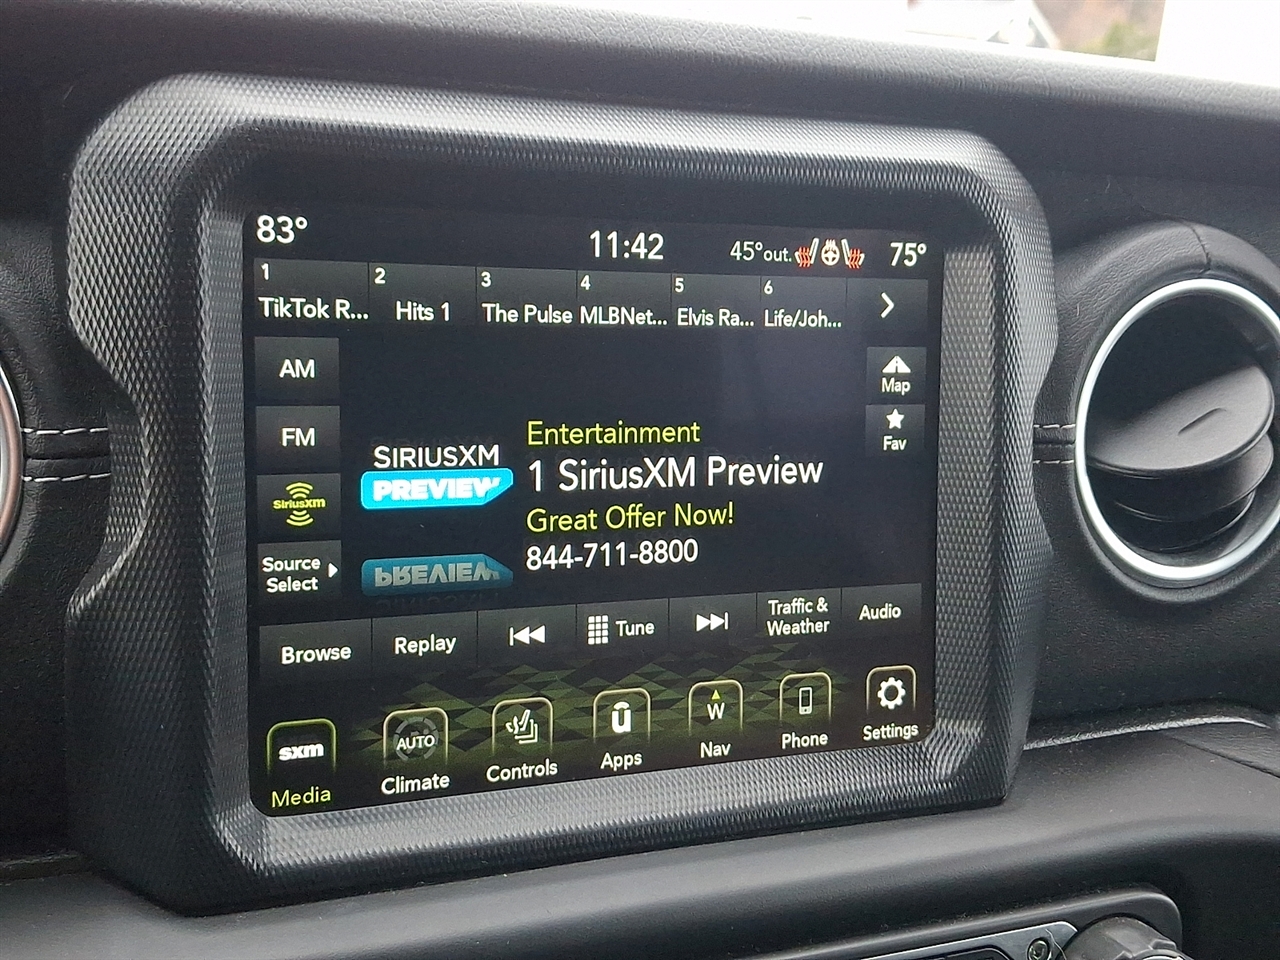 83° 11:42 45°out. 75°
1 2 3 4 5 6
TikTok R... Hits 1 The Pulse MLBNet... Elvis Ra... Life/Joh...
AM
FM
SiriusXM
Source
Select
SIRIUSXM
PREVIEW
Entertainment
1 SiriusXM Preview
Great Offer Now!
844-711-8800
Map
Fav
Browse Replay Tune Traffic &
Weather Audio
sxm AUTO W
Media Climate Controls Apps Nav Phone Settings